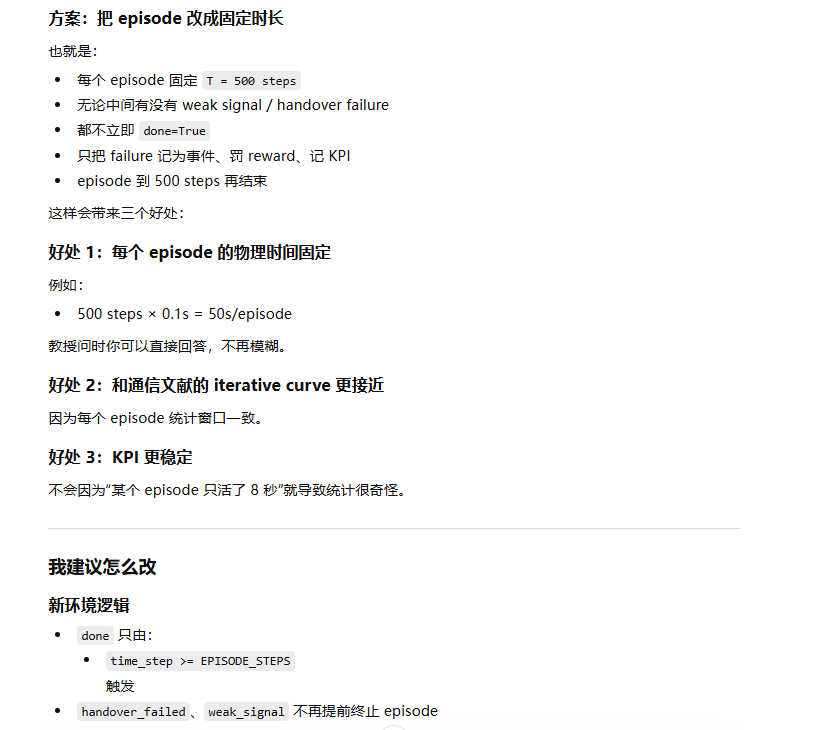 方案：把 episode 改成固定时长
也就是：
• 每个 episode 固定 T = 500 steps
• 无论中间有没有 weak signal / handover failure
• 都不立即 done=True
• 只把 failure 记为事件、罚 reward、记 KPI
• episode 到 500 steps 再结束
这样会带来三个好处：
好处 1：每个 episode 的物理时间固定
例如：
• 500 steps × 0.1s = 50s/episode
教授问时你可以直接回答，不再模糊。
好处 2：和通信文献的 iterative curve 更接近
因为每个 episode 统计窗口一致。
好处 3：KPI 更稳定
不会因为“某个 episode 只活了 8 秒”就导致统计很奇怪。
我建议怎么改
新环境逻辑
• done 只由：
• time_step >= EPISODE_STEPS
触发
• handover_failed、weak_signal 不再提前终止 episode